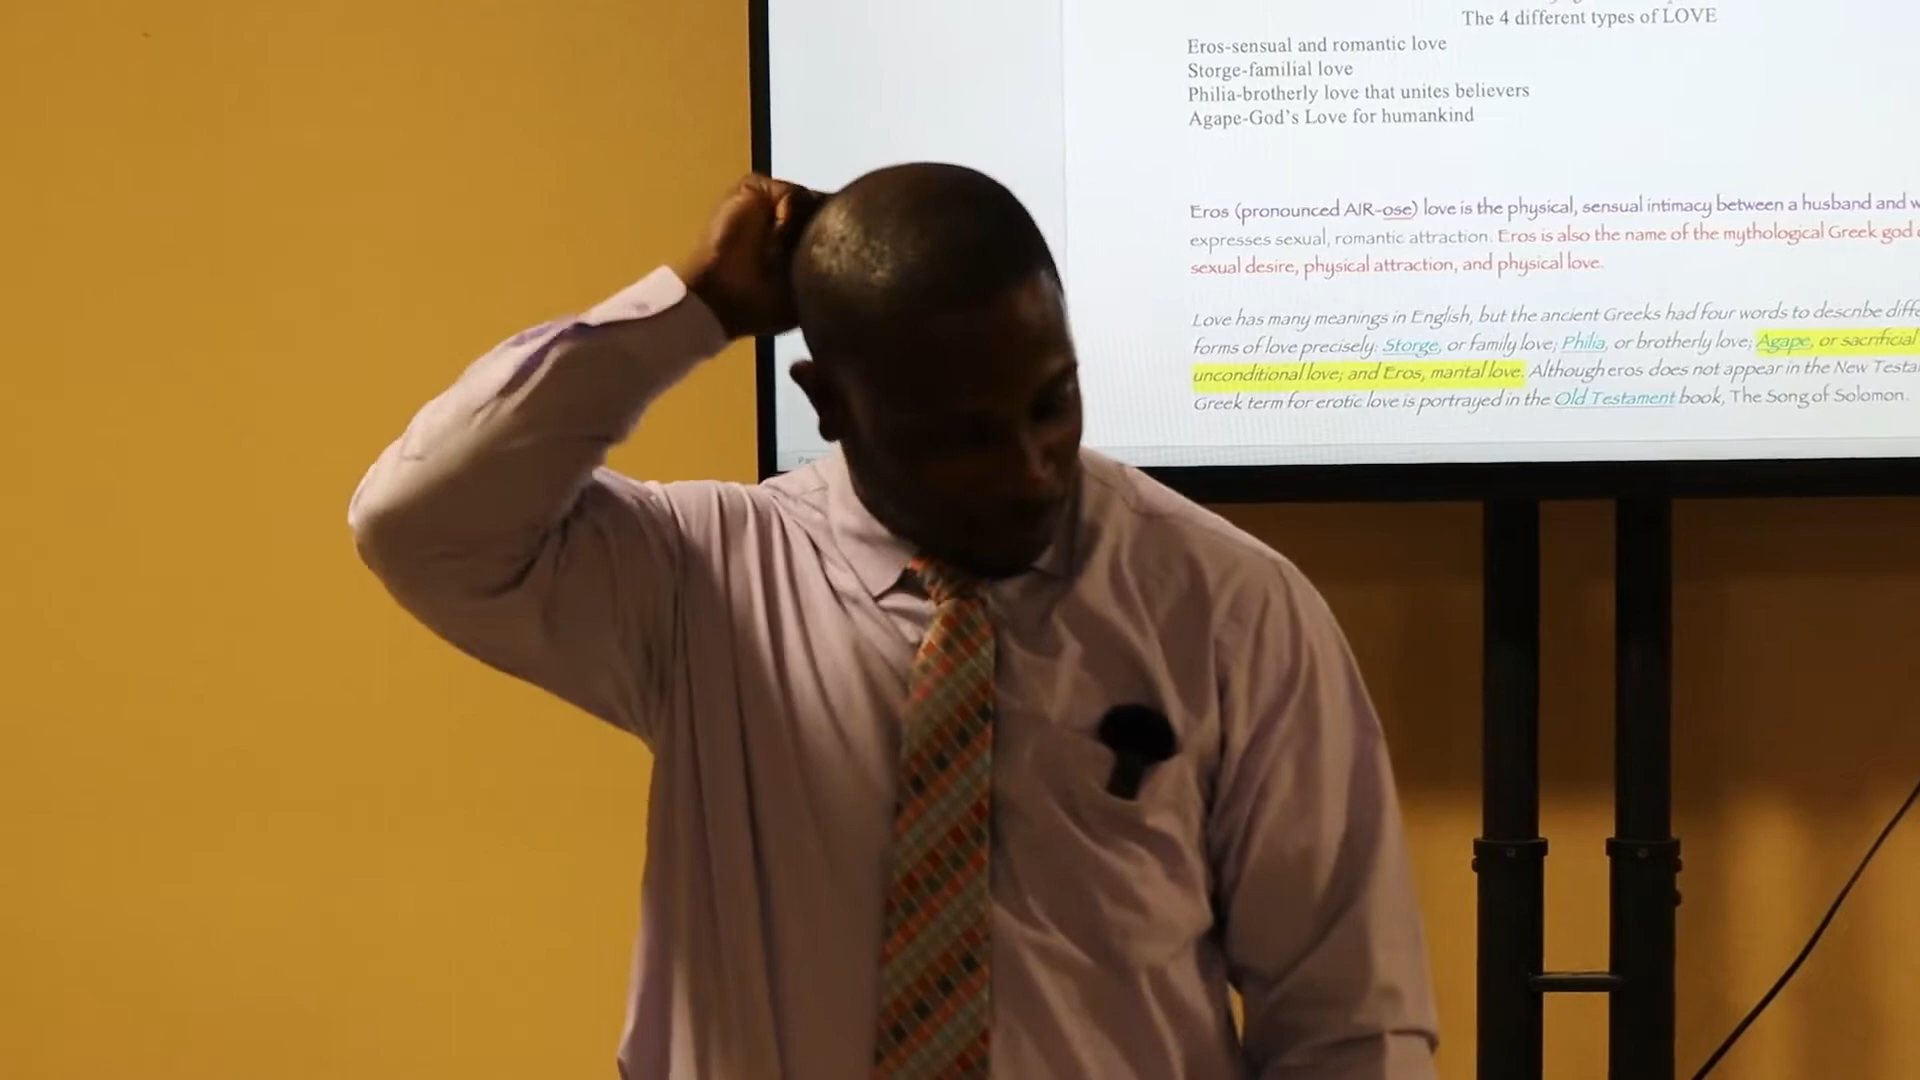 The 4 different types of LOVE
Eros-sensual and romantic love
Storge-familial love
Philia-brotherly love that unites believers
Agape-God's Love for humankind
Eros (pronounced AIR-ose) love is the physical, sensual intimacy between a husband and
expresses sexual, romantic attraction. Eros is also the name of the mythological Greek god
sexual desire, physical attraction, and physical love.
Love has many meanings in English, but the ancient Greeks had four words to describe
forms of love precisely: Storge, or family love; Philia, or brotherly love; Agape, or sacrificial
unconditional love; and Eros, marital love. Although eros does not appear in the New
Greek term for erotic love is portrayed in the Old Testament book, The Song of Solomon.